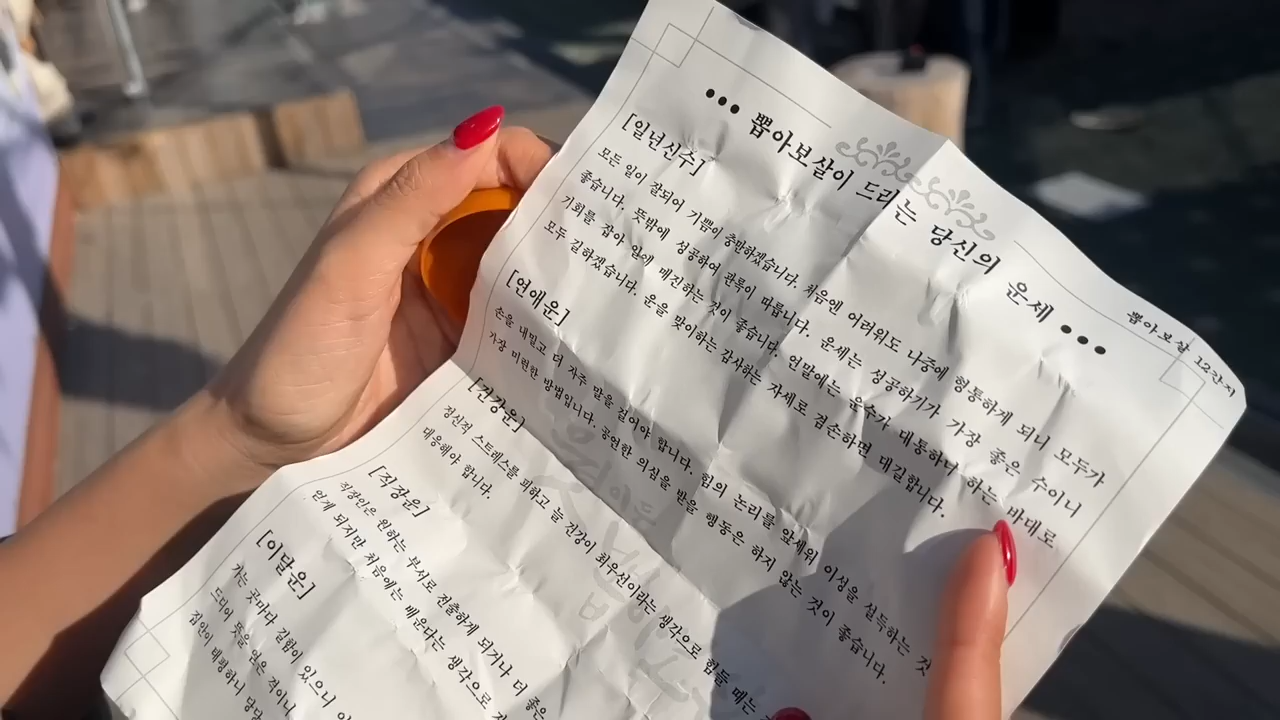 ●●● 뽑아보살이 드리는 당신의 운세 ●●●
뽑아보살 12간지
[일년신수]
모든 일이 잘되어 기쁨이 충만하겠습니다. 처음엔 어려워도 나중에 형통하게 되니 모두가
좋습니다. 뜻밖에 성공하여 관록이 따릅니다. 운세는 성공하기가 가장 좋은 수이니
기회를 잡아 일에 매진하는 것이 좋습니다. 연말에는 운수가 대통하니 하는 바대로
모두 길하겠습니다. 운을 맞이하는 감사하는 자세로 겸손하면 대길합니다.
[연애운]
손을 내밀고 더 자주 말을 걸어야 합니다. 힘의 논리를 앞세워 이성을 설득하는 것
가장 미련한 방법입니다. 공연한 의심을 받을 행동은 하지 않는 것이 좋습니다.
[건강운]
정신적 스트레스를 피하고 늘 건강이 최우선이라는 생각으로 힘들 때는
대응해야 합니다.
[직장운]
직장인은 원하는 부서로 전출하게 되거나 더 좋은
얻게 되지만 처음에는 배운다는 생각으로
[이달운]
가는 곳마다 길함이 있으니
드디어 뜻을 얻은 것이니
집안이 태평하니